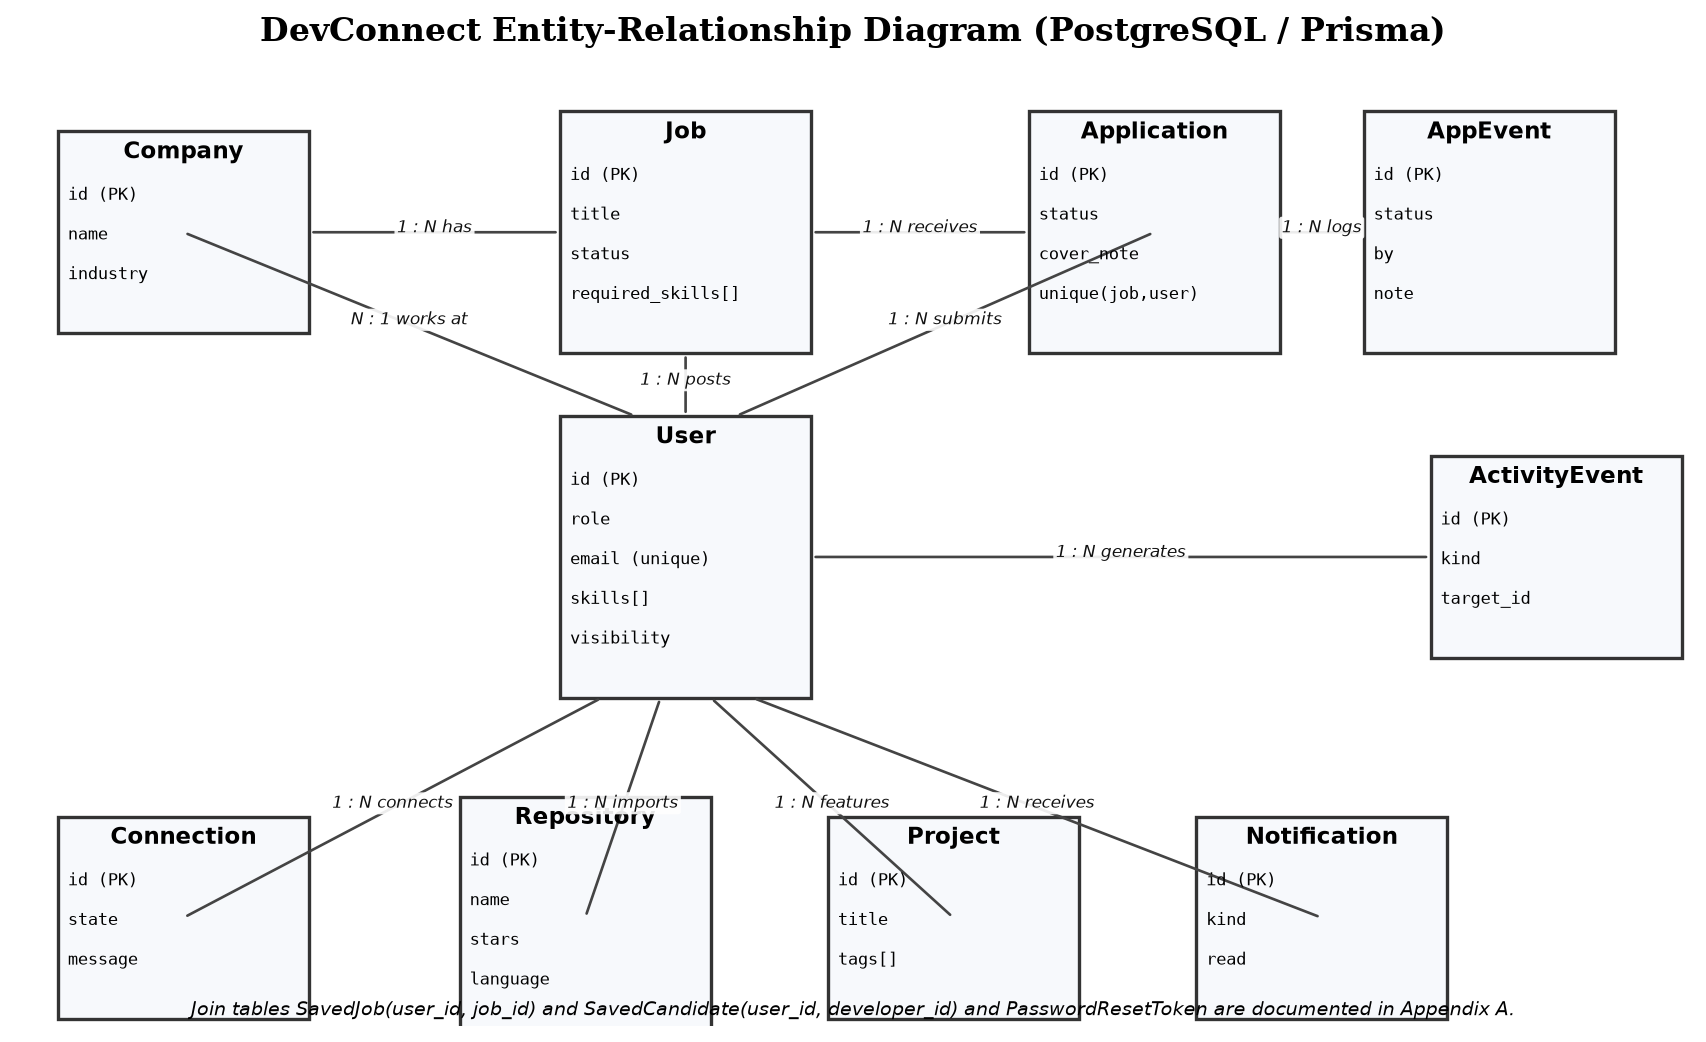 DevConnect Entity-Relationship Diagram (PostgreSQL / Prisma)
Company
id (PK)
name
industry
1 : N has
Job
id (PK)
title
status
required_skills[]
1 : N receives
Application
id (PK)
status
cover_note
unique(job,user)
1 : N logs
AppEvent
id (PK)
status
by
note
N : 1 works at
1 : N posts
1 : N submits
User
id (PK)
role
email (unique)
skills[]
visibility
1 : N generates
ActivityEvent
id (PK)
kind
target_id
1 : N connects
1 : N imports
1 : N features
1 : N receives
Connection
id (PK)
state
message
Repository
id (PK)
name
stars
language
Project
id (PK)
title
tags[]
Notification
id (PK)
kind
read
Join tables SavedJob(user_id, job_id) and SavedCandidate(user_id, developer_id) and PasswordResetToken are documented in Appendix A.